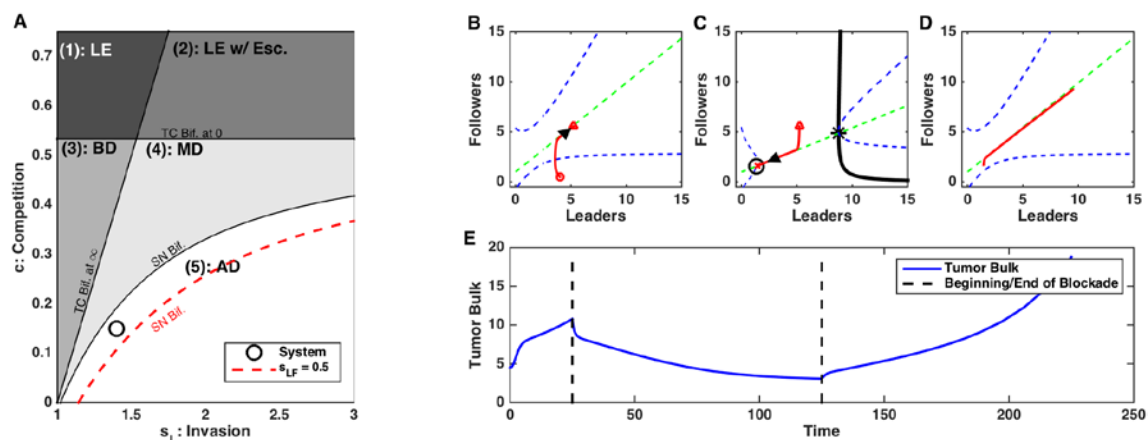 A
c: Competition
0.7
0.6
0.5
0.4
0.3
0.2
0.1
0
(1): LE
(2): LE w/ Esc.
TC Bif. at 0
(3): BD
(4): MD
TC Bif. at ∞
SN Bif.
(5): AD
SN Bif.
System
s_LF = 0.5
1
1.5
2
2.5
3
s_L: Invasion
B
Followers
10
5
0
0
5
10
15
Leaders
C
Followers
10
5
0
0
5
10
15
Leaders
D
Followers
10
5
0
0
5
10
15
Leaders
E
Tumor Bulk
20
15
10
5
0
Tumor Bulk
Beginning/End of Blockade
0
50
100
150
200
250
Time